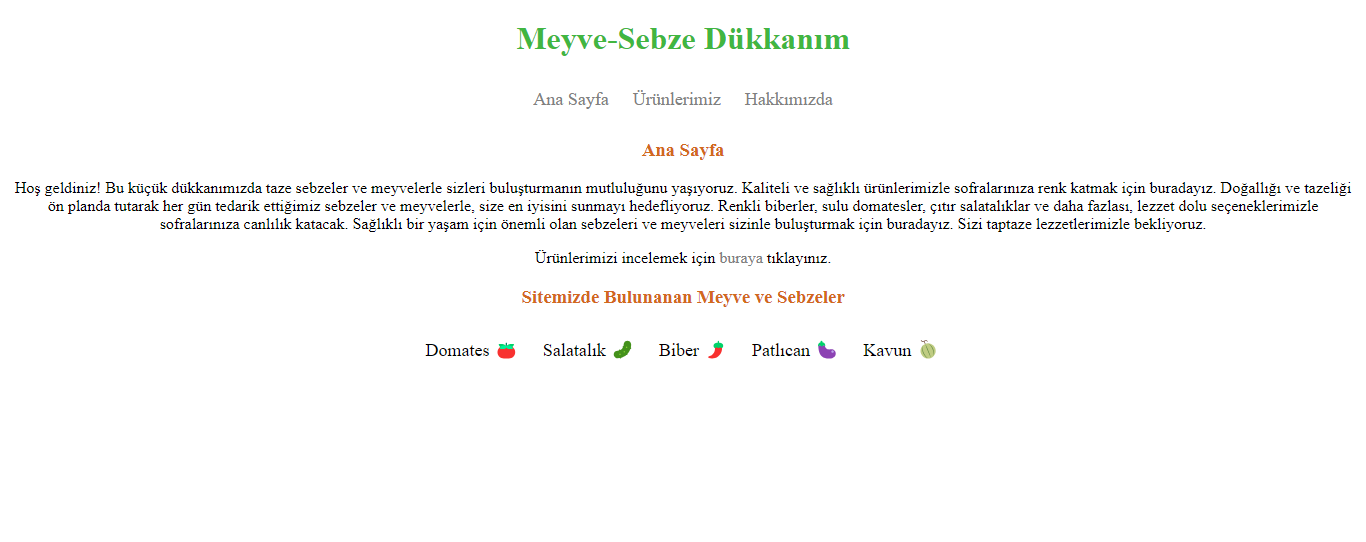 Meyve-Sebze Dükkanım
Ana Sayfa Ürünlerimiz Hakkımızda
Ana Sayfa
Hoş geldiniz! Bu küçük dükkanımızda taze sebzeler ve meyvelerle sizleri buluşturmanın mutluluğunu yaşıyoruz. Kaliteli ve sağlıklı ürünlerimizle sofralarınıza renk katmak için buradayız. Doğallığı ve tazeliği
ön planda tutarak her gün tedarik ettiğimiz sebzeler ve meyvelerle, size en iyisini sunmayı hedefliyoruz. Renkli biberler, sulu domatesler, çıtır salatalıklar ve daha fazlası, lezzet dolu seçeneklerimizle
sofralarınıza canlılık katacak. Sağlıklı bir yaşam için önemli olan sebzeleri ve meyveleri sizinle buluşturmak için buradayız. Sizi taptaze lezzetlerimizle bekliyoruz.
Ürünlerimizi incelemek için buraya tıklayınız.
Sitemizde Bulunanan Meyve ve Sebzeler
Domates 🍅 Salatalık 🥒 Biber 🌶 Patlıcan 🍆 Kavun 🍈